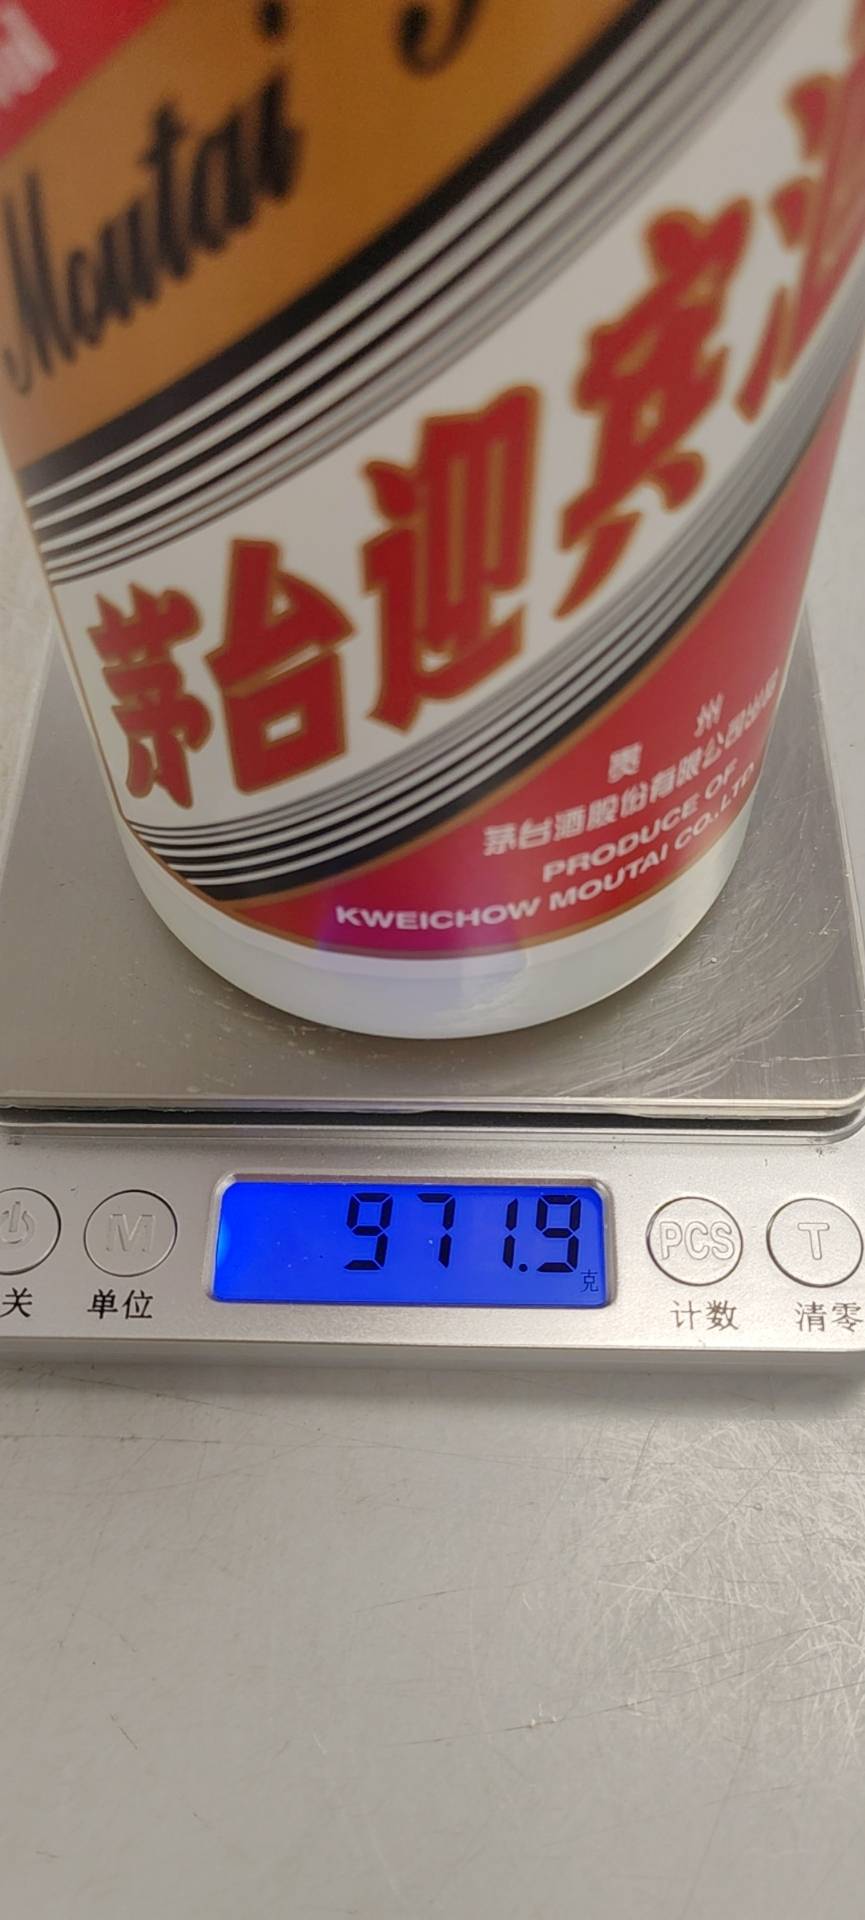 Moutai
茅台迎宾酒
贵州
茅台酒股份有限公司出品
PRODUCE OF
KWEICHOW MOUTAI CO.,LTD
971.9
克
M
PCS
T
关
单位
计数
清零